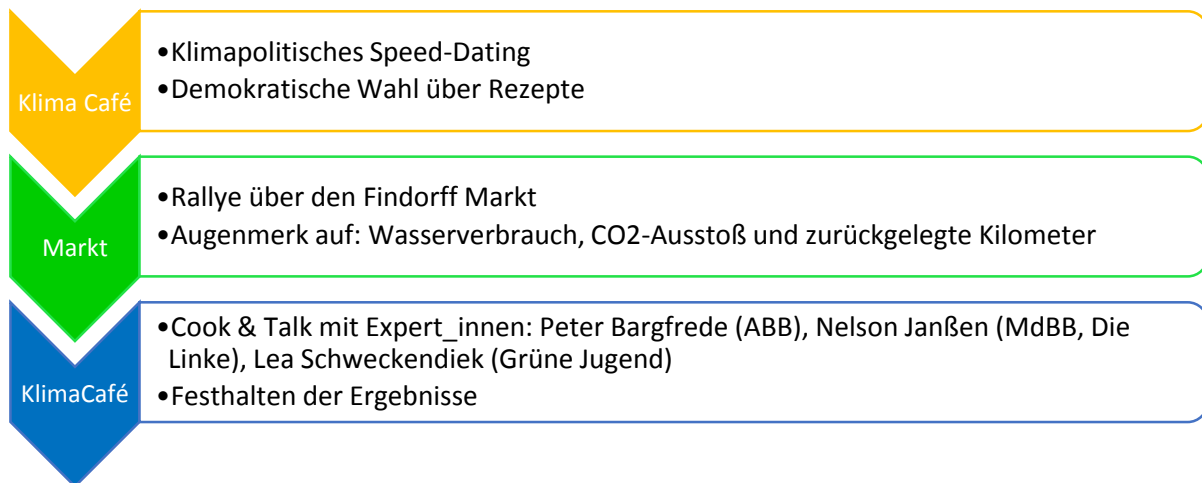 Klima Café
•Klimapolitisches Speed-Dating
•Demokratische Wahl über Rezepte
Markt
•Rallye über den Findorff Markt
•Augenmerk auf: Wasserverbrauch, CO2-Ausstoß und zurückgelegte Kilometer
KlimaCafé
•Cook & Talk mit Expert_innen: Peter Bargfrede (ABB), Nelson Janßen (MdBB, Die
Linke), Lea Schweckendiek (Grüne Jugend)
•Festhalten der Ergebnisse